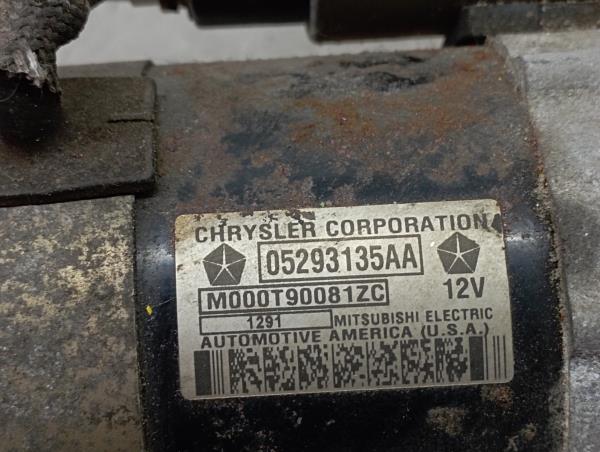 CHRYSLER CORPORATION
05293135AA
M000T90081ZC 12V
1291 MITSUBISHI ELECTRIC
AUTOMOTIVE AMERICA (U.S.A.)